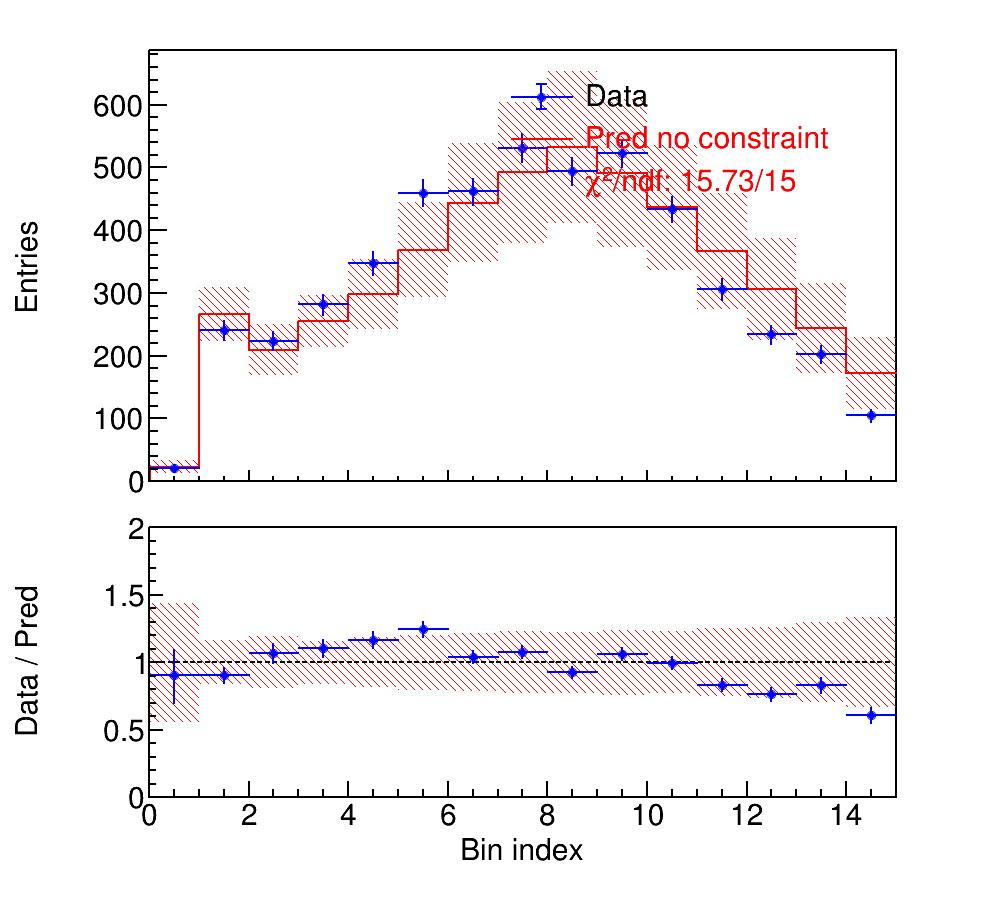 Entries
600
500
400
300
200
100
0
Data
Pred no constraint
χ²/ndf: 15.73/15
Data / Pred
2
1.5
1
0.5
0
0 2 4 6 8 10 12 14
Bin index